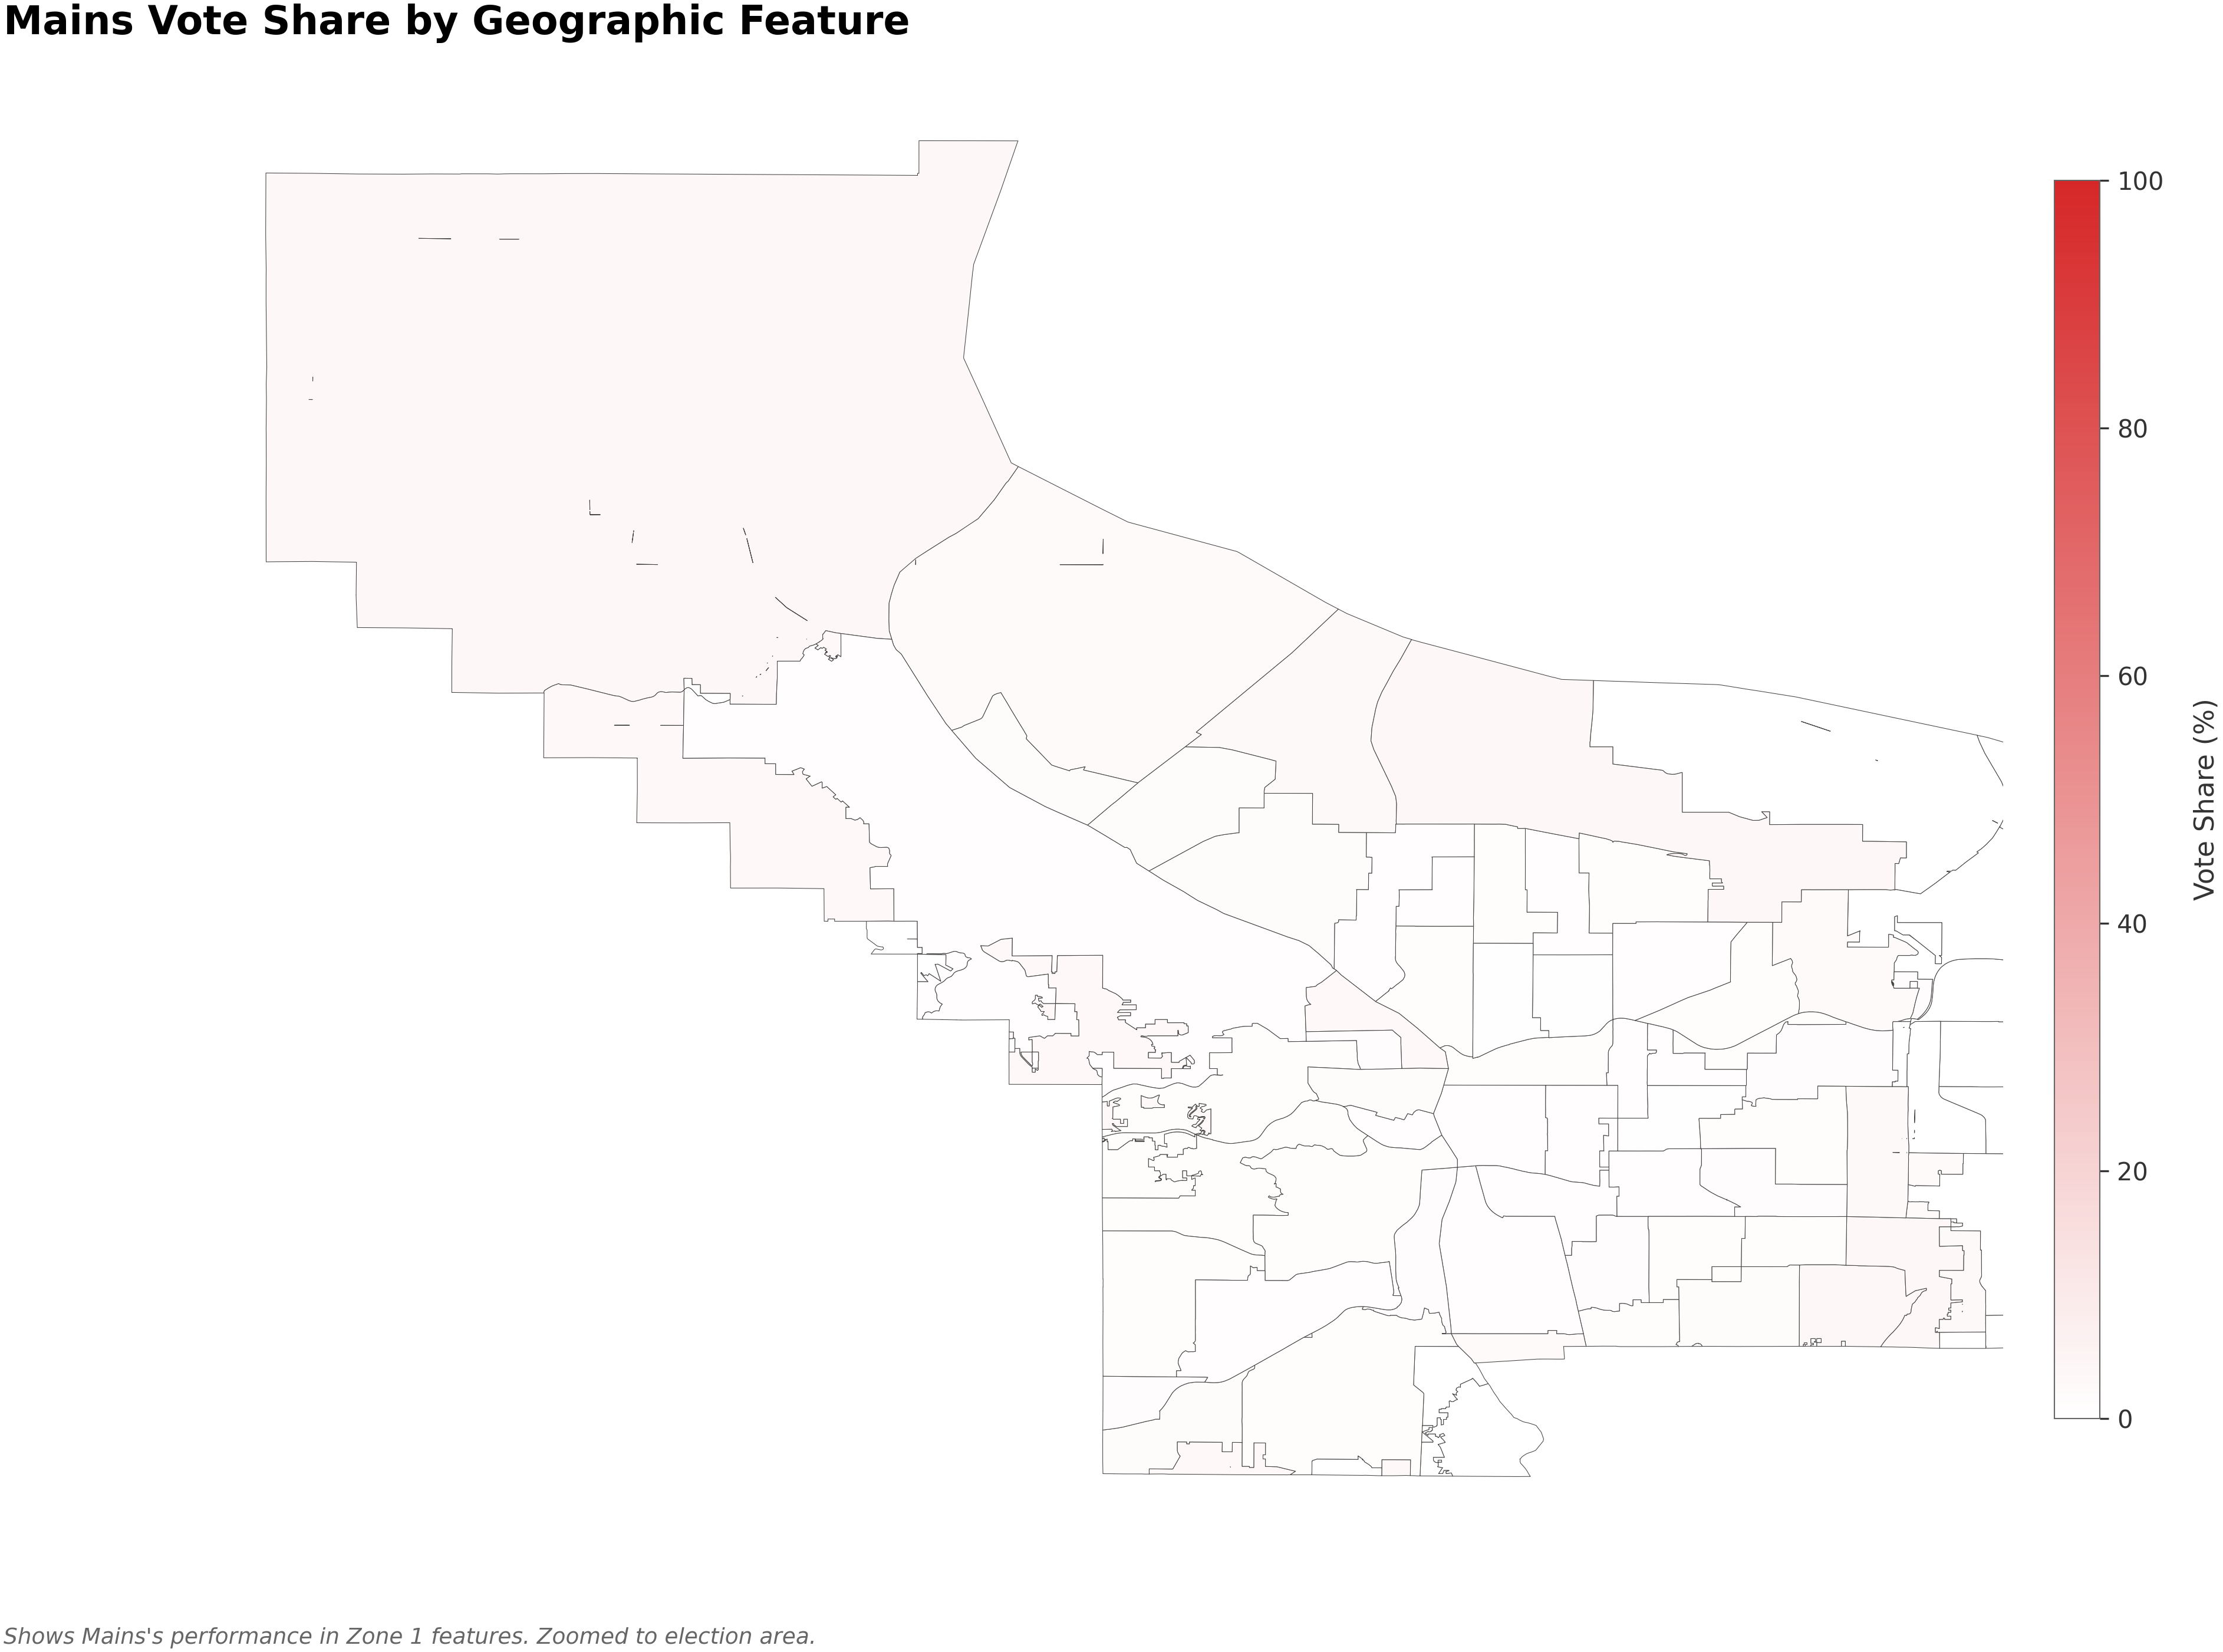 Mains Vote Share by Geographic Feature
100
80
60
40
20
0
Vote Share (%)
Shows Mains's performance in Zone 1 features. Zoomed to election area.